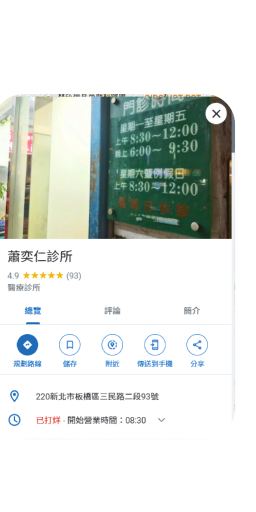 門診時間
星期一至星期五
上午 8:30~12:00
晚上 6:00~ 9:30
星期六暨例假日
上午 8:30~12:00
蕭奕仁診所
4.9 ★★★★★ (93)
醫療診所
總覽 評論 簡介
規劃路線 儲存 附近 傳送到手機 分享
220新北市板橋區三民路二段93號
已打烊 · 開始營業時間：08:30